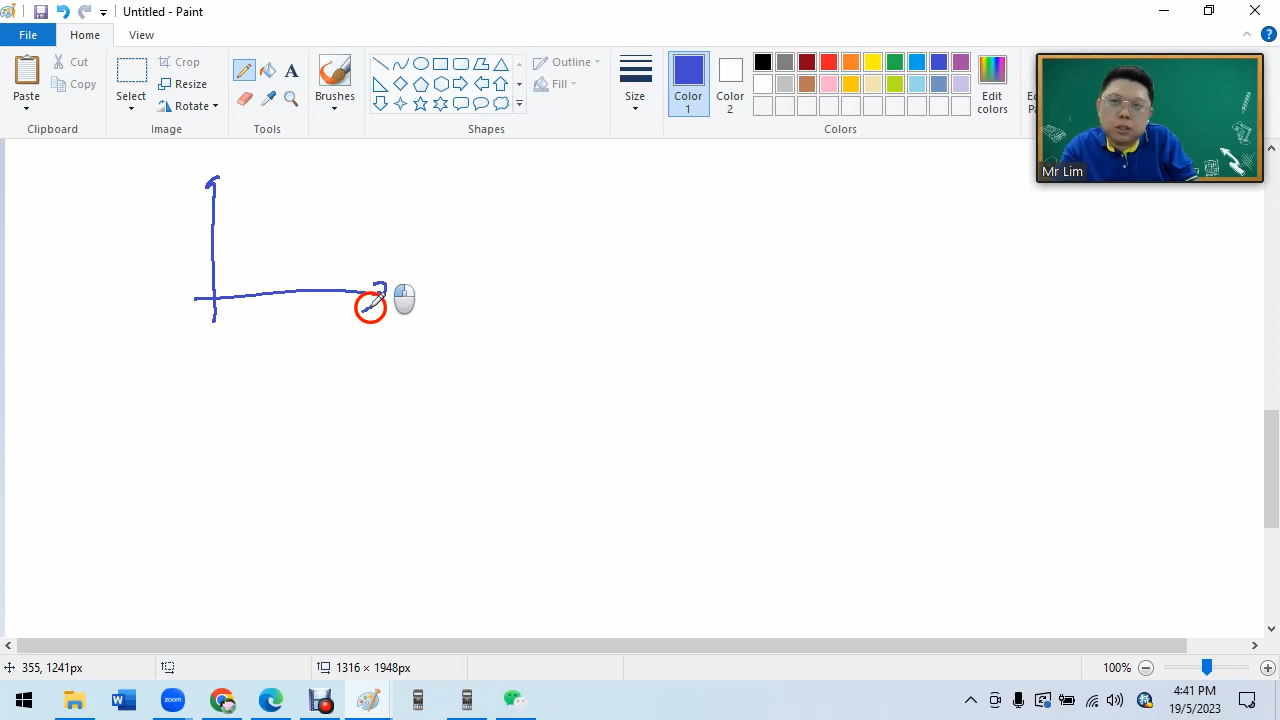 Untitled - Paint
File Home View
Paste Cut Copy Clipboard
Select Crop Resize Rotate Image
Tools
Brushes
Shapes
Outline Fill
Size
Color 1 Color 2
Edit colors
Colors
Mr Lim
355, 1241px
1316 × 1948px
100%
W zoom
4:41 PM
19/5/2023